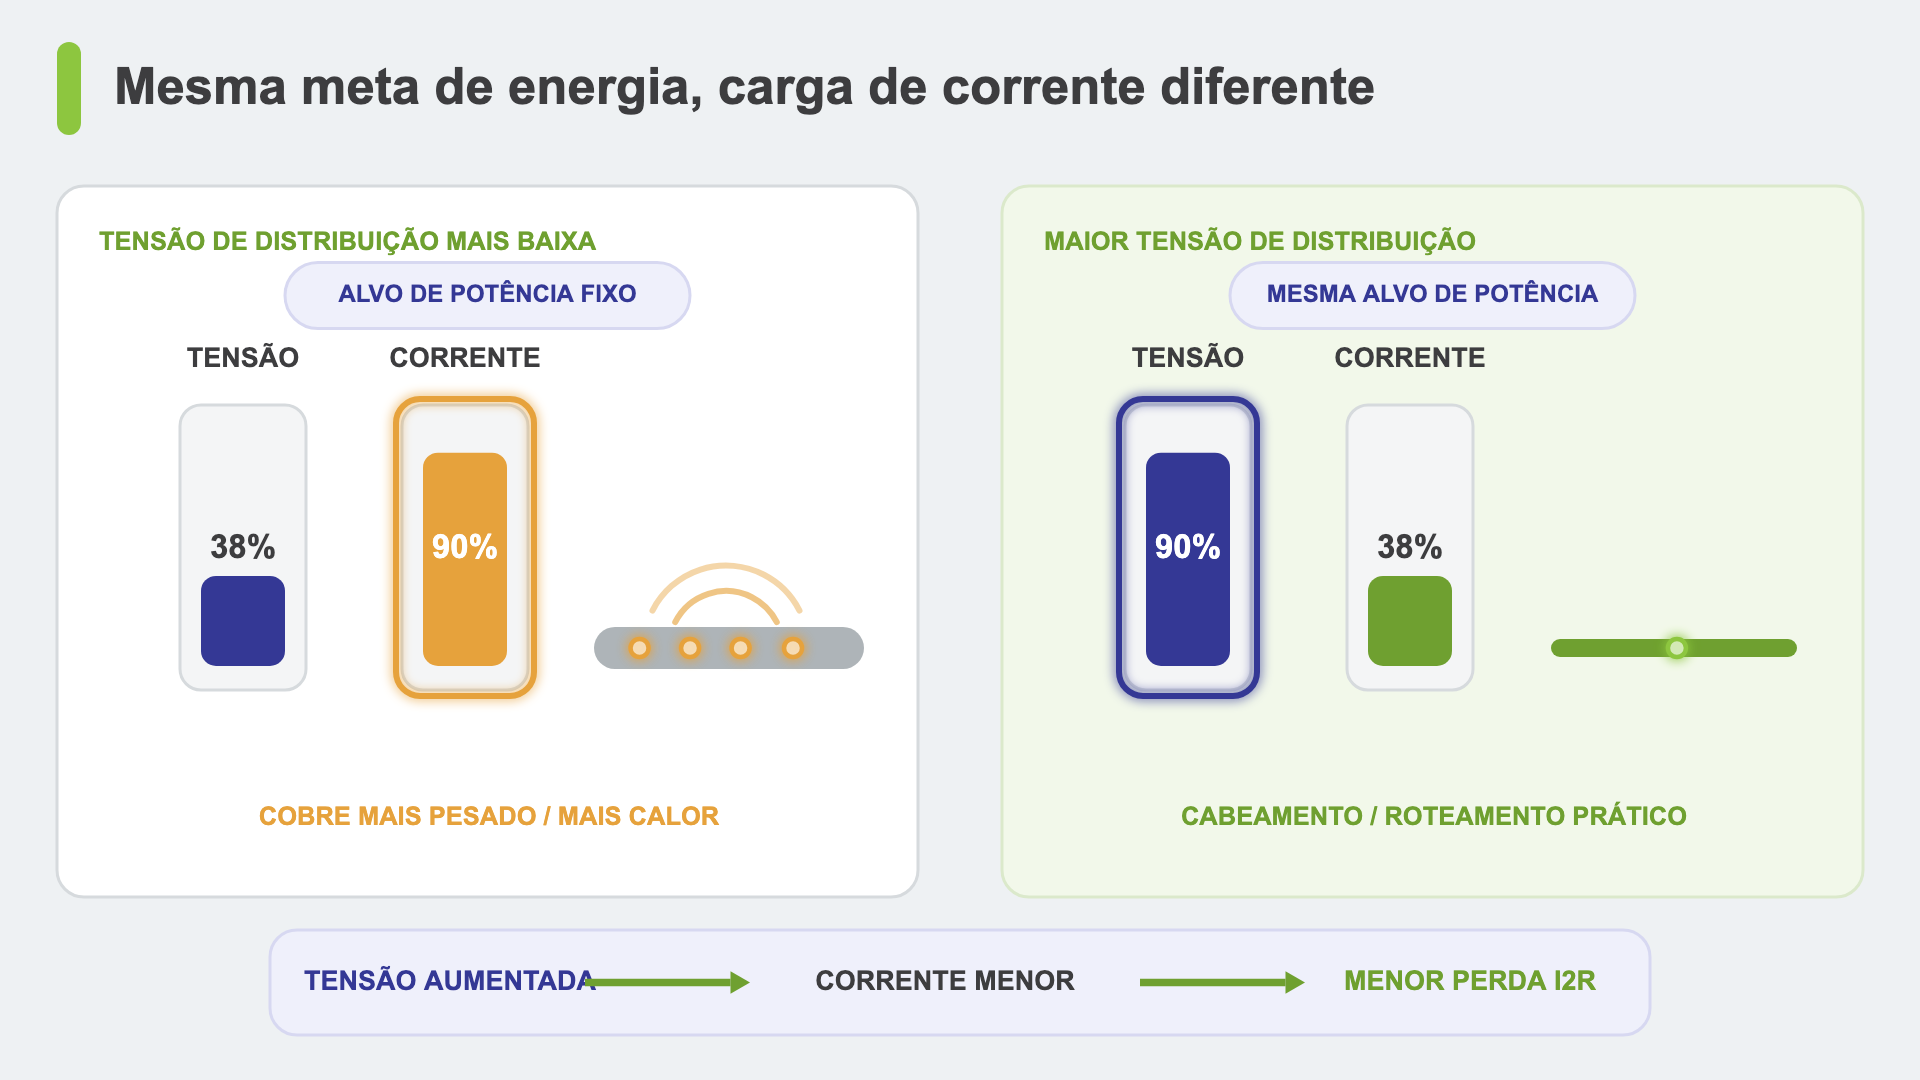 Mesma meta de energia, carga de corrente diferente
TENSÃO DE DISTRIBUIÇÃO MAIS BAIXA
ALVO DE POTÊNCIA FIXO
TENSÃO
CORRENTE
38%
90%
COBRE MAIS PESADO / MAIS CALOR
MAIOR TENSÃO DE DISTRIBUIÇÃO
MESMA ALVO DE POTÊNCIA
TENSÃO
CORRENTE
90%
38%
CABEAMENTO / ROTEAMENTO PRÁTICO
TENSÃO AUMENTADA
CORRENTE MENOR
MENOR PERDA I2R